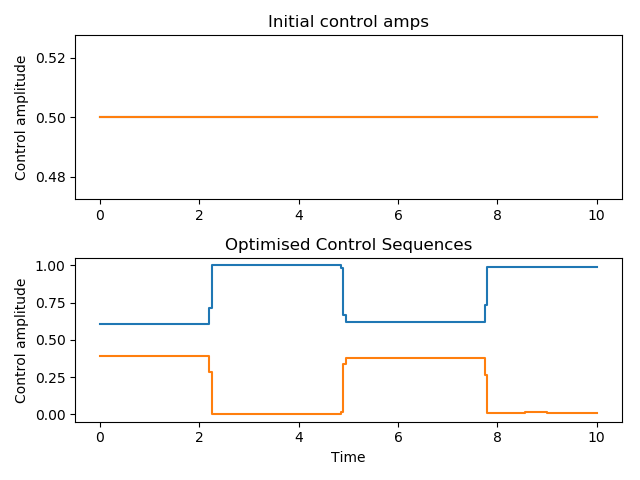 Initial control amps
Control amplitude
0.52
0.50
0.48
0 2 4 6 8 10
Optimised Control Sequences
Control amplitude
1.00
0.75
0.50
0.25
0.00
0 2 4 6 8 10
Time